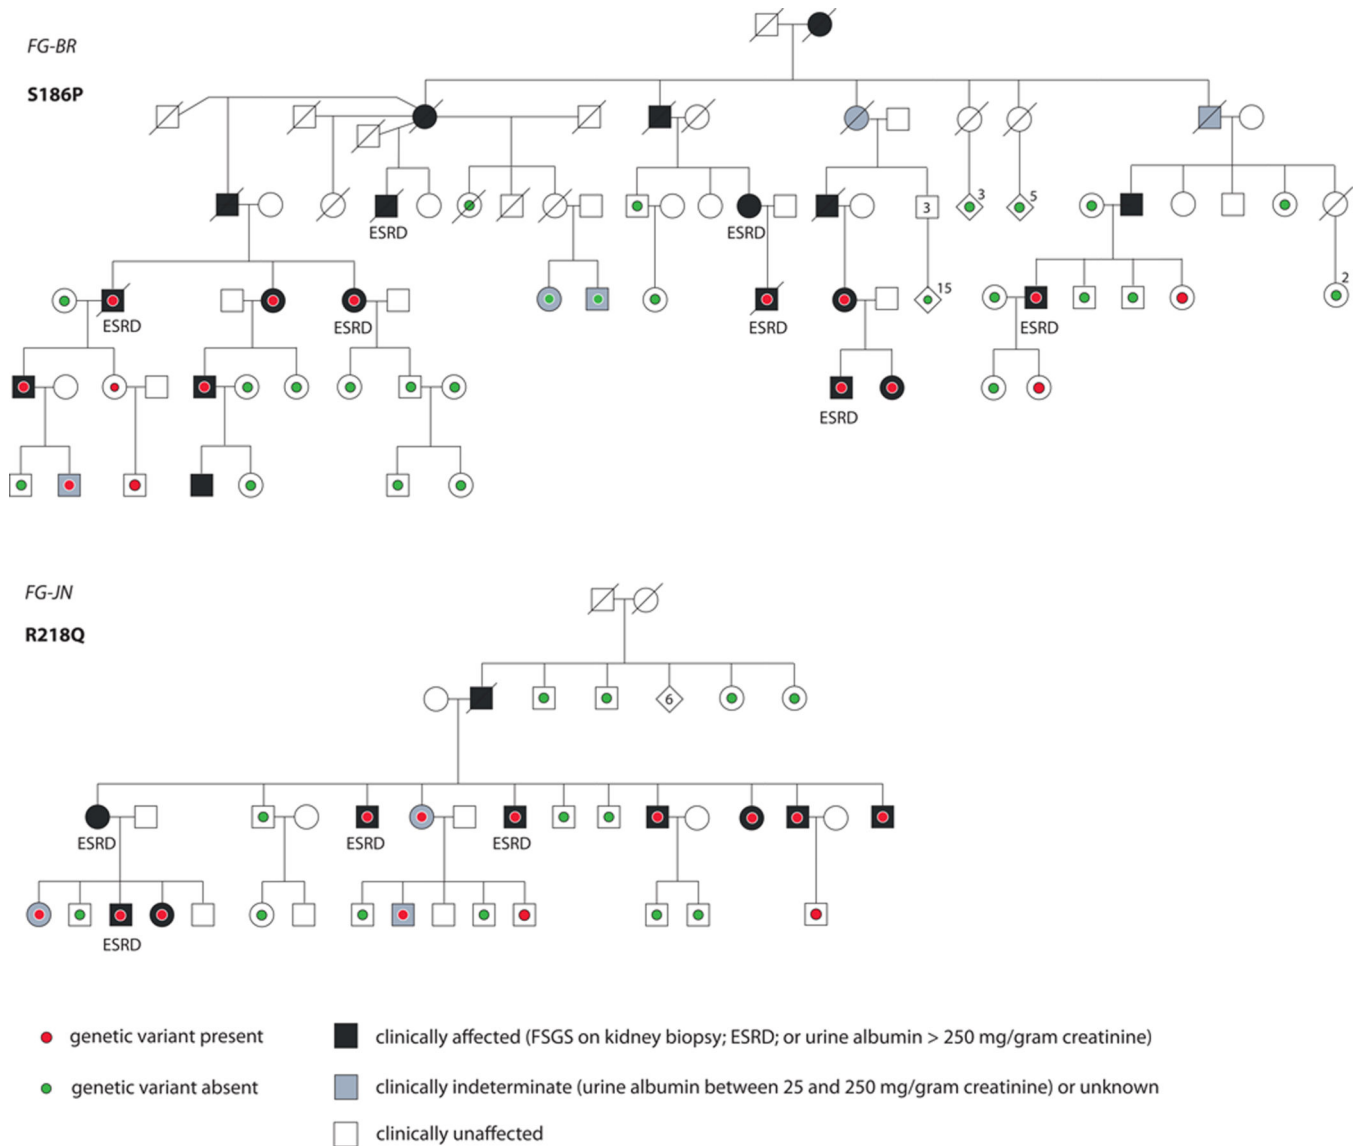 FG-BR
S186P
3
3
5
ESRD
ESRD
15
2
ESRD
ESRD
ESRD
ESRD
ESRD
FG-JN
R218Q
6
ESRD
ESRD
ESRD
ESRD
genetic variant present
clinically affected (FSGS on kidney biopsy; ESRD; or urine albumin > 250 mg/gram creatinine)
genetic variant absent
clinically indeterminate (urine albumin between 25 and 250 mg/gram creatinine) or unknown
clinically unaffected